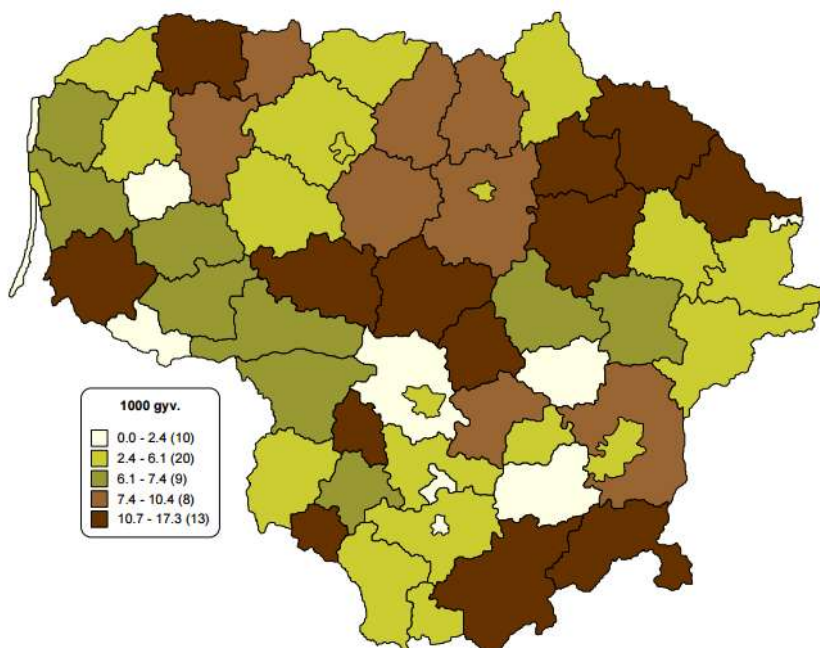 1000 gyv.
0.0 - 2.4 (10)
2.4 - 6.1 (20)
6.1 - 7.4 (9)
7.4 - 10.4 (8)
10.7 - 17.3 (13)